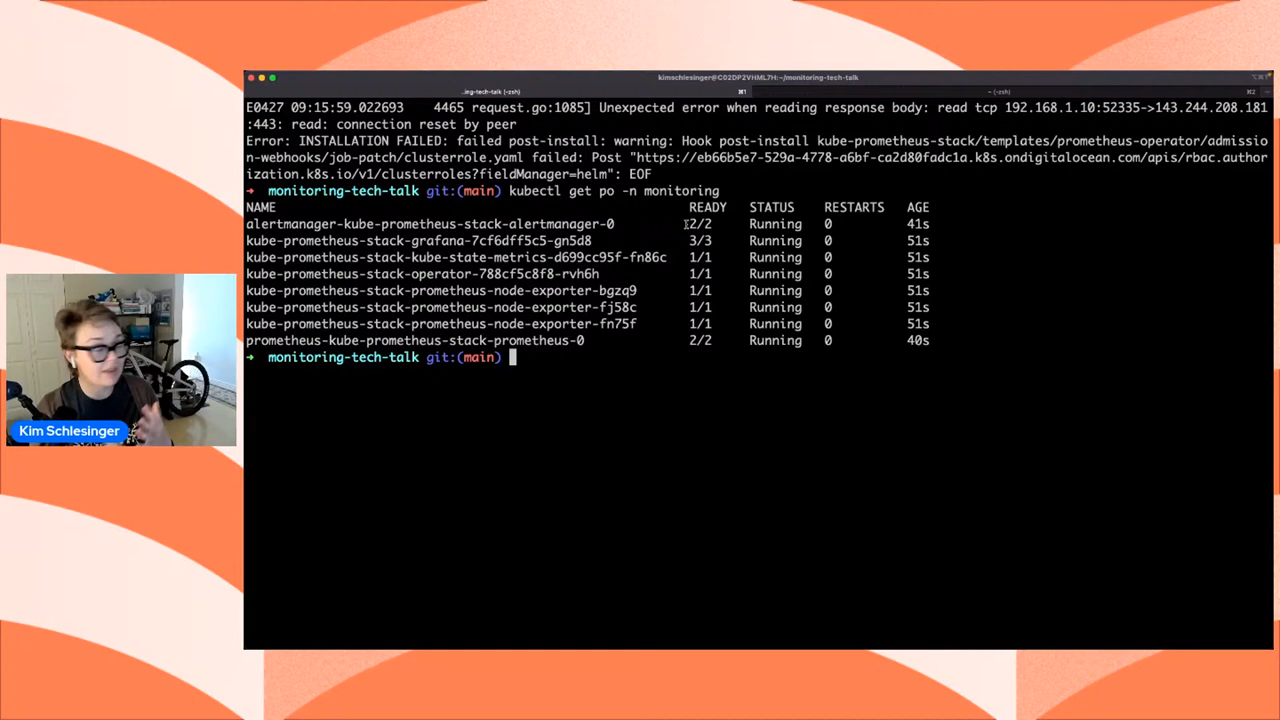 kimschlesinger@C02DP2VHML7H:~/monitoring-tech-talk
..ing-tech-talk (-zsh) ⌘1 ~ (-zsh) ⌘2
E0427 09:15:59.022693 4465 request.go:1085] Unexpected error when reading response body: read tcp 192.168.1.10:52335->143.244.208.181
:443: read: connection reset by peer
Error: INSTALLATION FAILED: failed post-install: warning: Hook post-install kube-prometheus-stack/templates/prometheus-operator/admissio
n-webhooks/job-patch/clusterrole.yaml failed: Post "https://eb66b5e7-529a-4778-a6bf-ca2d80fadc1a.k8s.ondigitalocean.com/apis/rbac.author
ization.k8s.io/v1/clusterroles?fieldManager=helm": EOF
➜ monitoring-tech-talk git:(main) kubectl get po -n monitoring
NAME READY STATUS RESTARTS AGE
alertmanager-kube-prometheus-stack-alertmanager-0 2/2 Running 0 41s
kube-prometheus-stack-grafana-7cf6dff5c5-gn5d8 3/3 Running 0 51s
kube-prometheus-stack-kube-state-metrics-d699cc95f-fn86c 1/1 Running 0 51s
kube-prometheus-stack-operator-788cf5c8f8-rvh6h 1/1 Running 0 51s
kube-prometheus-stack-prometheus-node-exporter-bgzq9 1/1 Running 0 51s
kube-prometheus-stack-prometheus-node-exporter-fj58c 1/1 Running 0 51s
kube-prometheus-stack-prometheus-node-exporter-fn75f 1/1 Running 0 51s
prometheus-kube-prometheus-stack-prometheus-0 2/2 Running 0 40s
➜ monitoring-tech-talk git:(main)
Kim Schlesinger